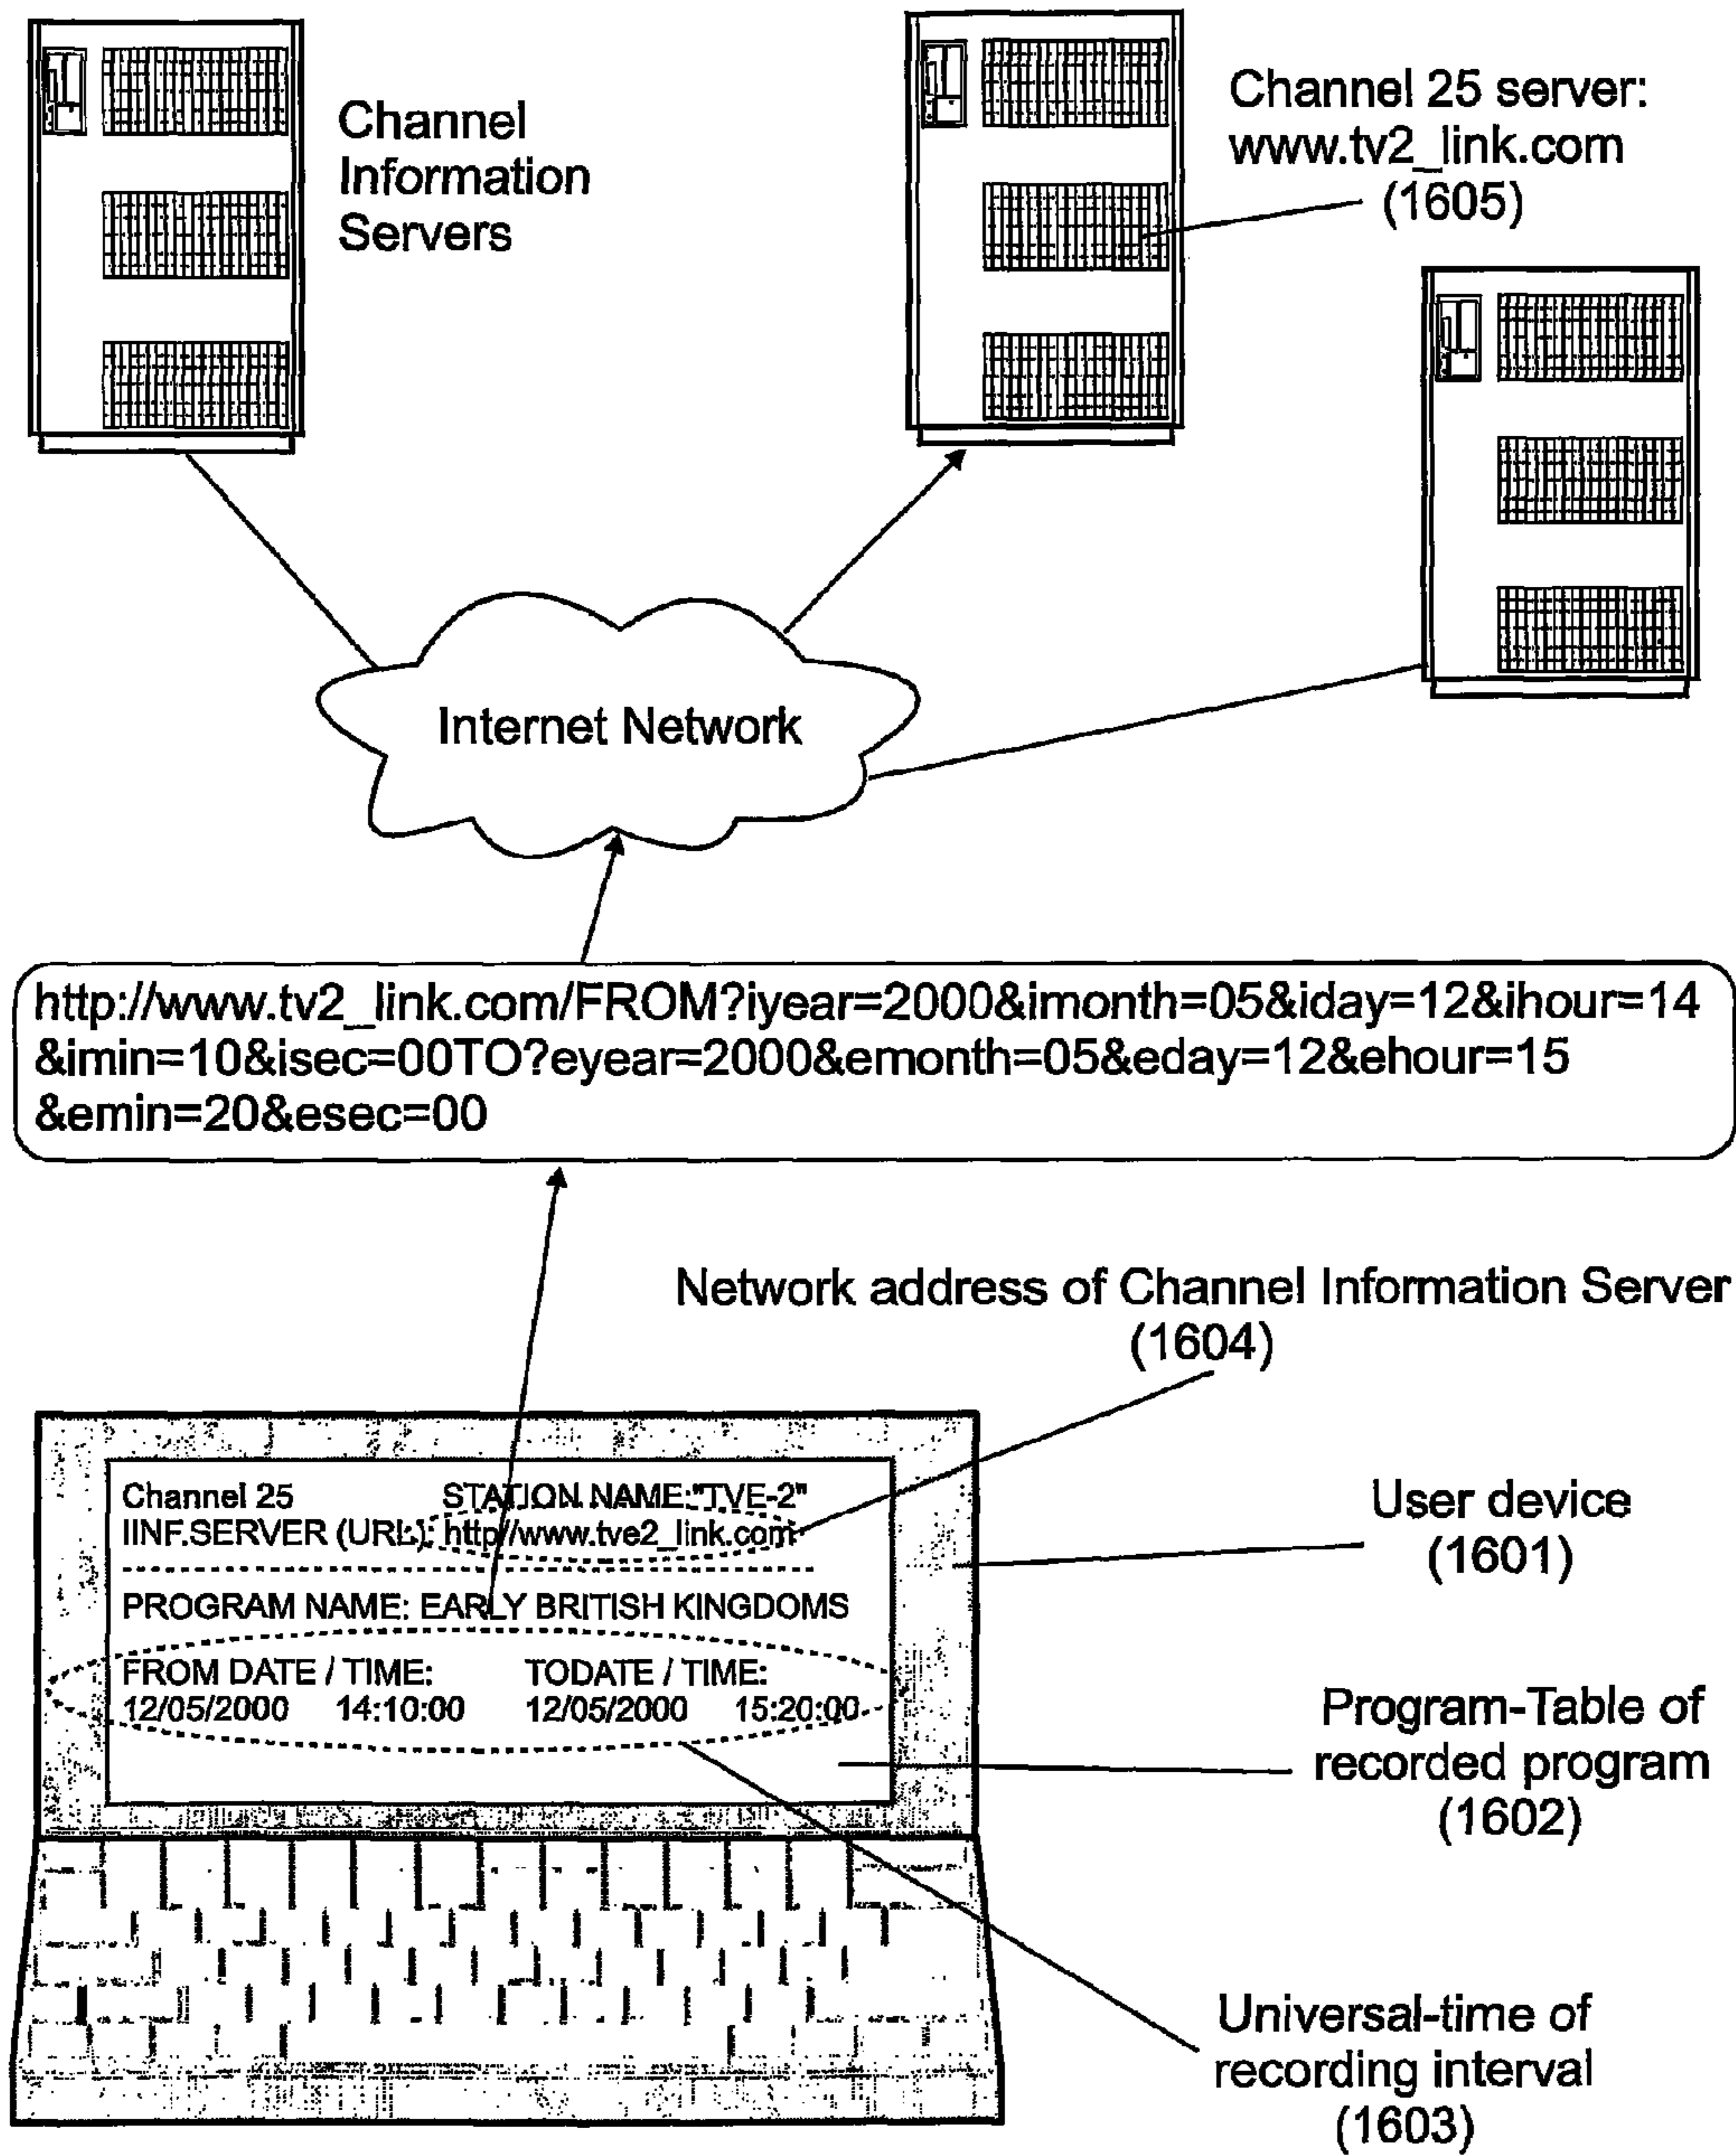 Channel
Information
Servers
Channel 25 server:
www.tv2_link.com
(1605)
Internet Network
http://www.tv2_link.com/FROM?iyear=2000&imonth=05&iday=12&ihour=14
&imin=10&isec=00TO?eyear=2000&emonth=05&eday=12&ehour=15
&emin=20&esec=00
Network address of Channel Information Server
(1604)
Channel 25 STATION NAME:"TVE-2"
IINF.SERVER (URL): http//www.tve2_link.com
PROGRAM NAME: EARLY BRITISH KINGDOMS
FROM DATE / TIME: TODATE / TIME:
12/05/2000 14:10:00 12/05/2000 15:20:00
User device
(1601)
Program-Table of
recorded program
(1602)
Universal-time of
recording interval
(1603)